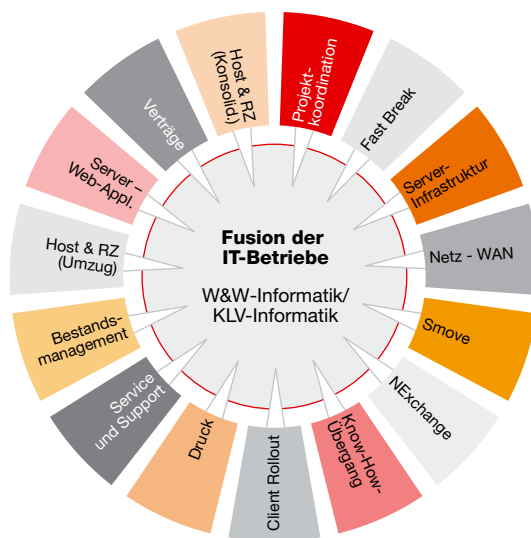 Fusion der
IT-Betriebe
W&W-Informatik/
KLV-Informatik
Projekt-
koordination
Fast Break
Server-
Infrastruktur
Netz - WAN
Smove
NExchange
Know-How-
Übergang
Client Rollout
Druck
Service
und Support
Bestands-
management
Host & RZ
(Umzug)
Server –
Web-Appl.
Verträge
Host & RZ
(Konsolid.)